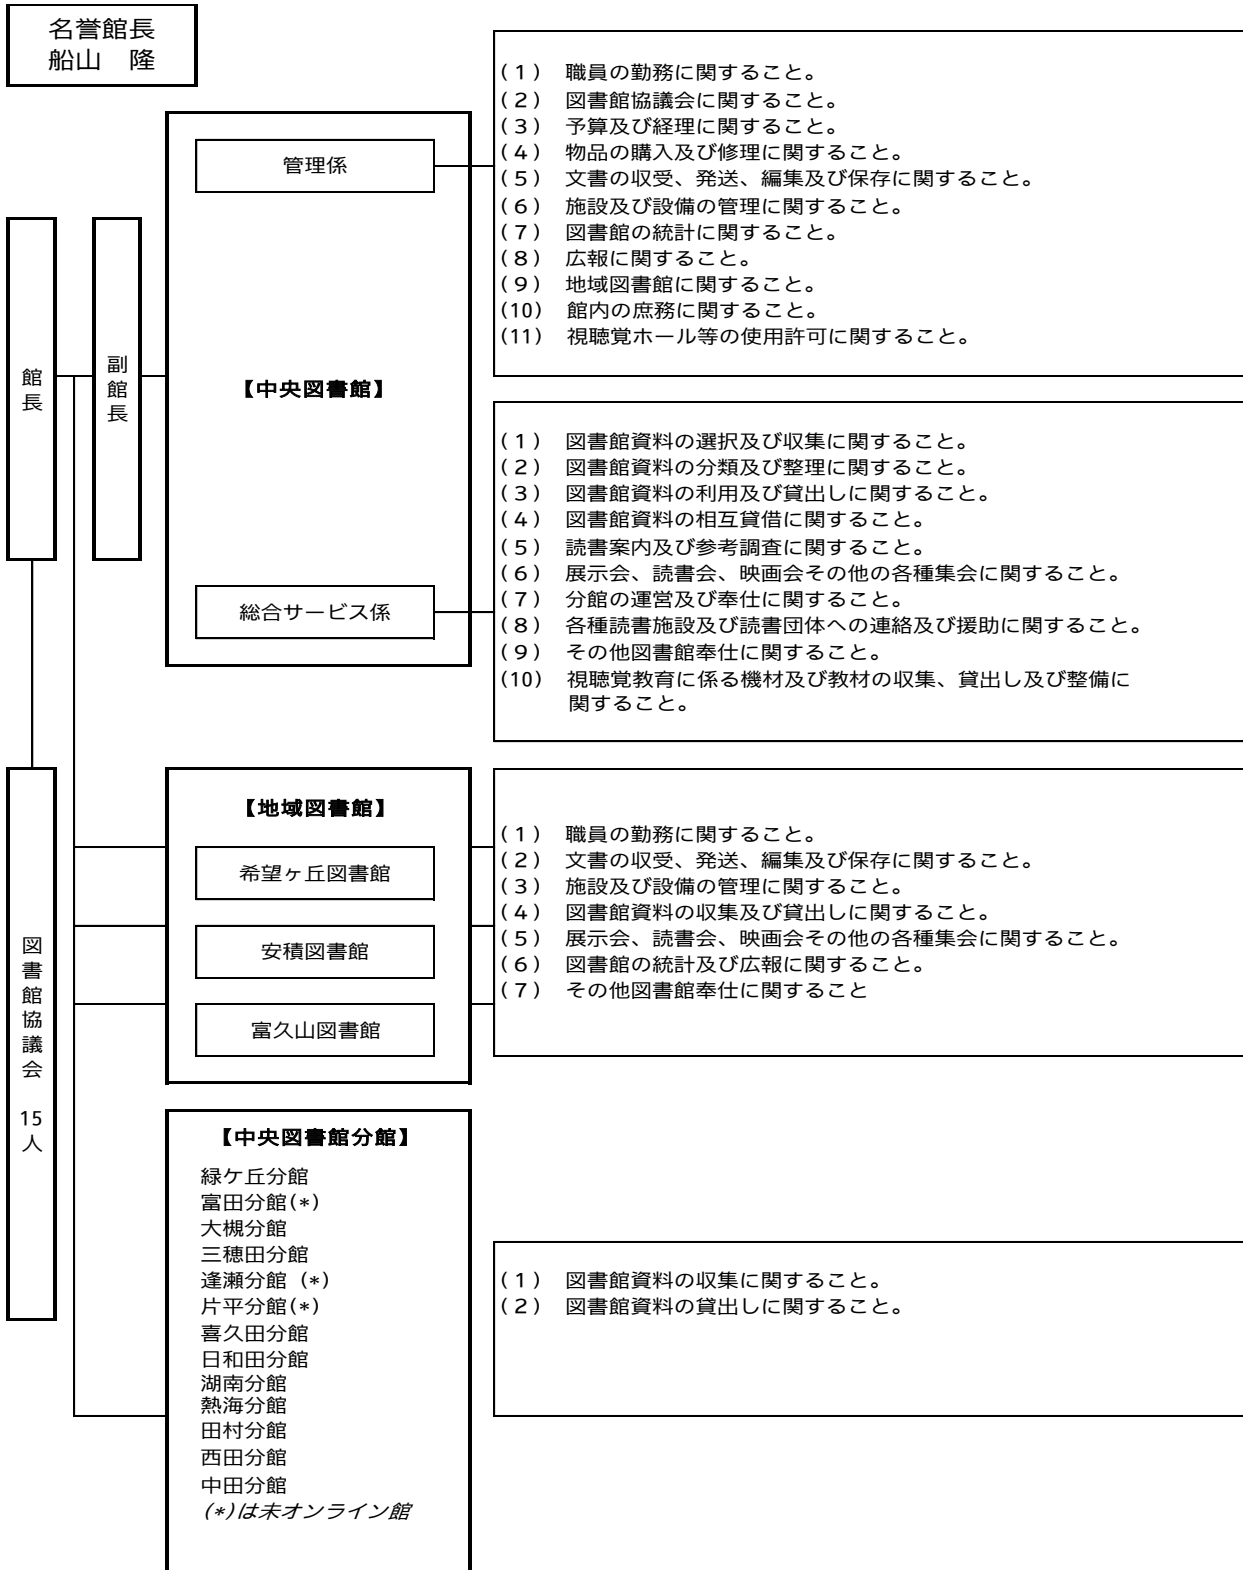 名誉館長
船山　隆
館長
副館長
図書館協議会　15人
【中央図書館】
管理係
(１)　職員の勤務に関すること。
(２)　図書館協議会に関すること。
(３)　予算及び経理に関すること。
(４)　物品の購入及び修理に関すること。
(５)　文書の収受、発送、編集及び保存に関すること。
(６)　施設及び設備の管理に関すること。
(７)　図書館の統計に関すること。
(８)　広報に関すること。
(９)　地域図書館に関すること。
(10)　館内の庶務に関すること。
(11)　視聴覚ホール等の使用許可に関すること。
総合サービス係
(１)　図書館資料の選択及び収集に関すること。
(２)　図書館資料の分類及び整理に関すること。
(３)　図書館資料の利用及び貸出しに関すること。
(４)　図書館資料の相互貸借に関すること。
(５)　読書案内及び参考調査に関すること。
(６)　展示会、読書会、映画会その他の各種集会に関すること。
(７)　分館の運営及び奉仕に関すること。
(８)　各種読書施設及び読書団体への連絡及び援助に関すること。
(９)　その他図書館奉仕に関すること。
(10)　視聴覚教育に係る機材及び教材の収集、貸出し及び整備に
関すること。
【地域図書館】
希望ヶ丘図書館
安積図書館
富久山図書館
(１)　職員の勤務に関すること。
(２)　文書の収受、発送、編集及び保存に関すること。
(３)　施設及び設備の管理に関すること。
(４)　図書館資料の収集及び貸出しに関すること。
(５)　展示会、読書会、映画会その他の各種集会に関すること。
(６)　図書館の統計及び広報に関すること。
(７)　その他図書館奉仕に関すること
【中央図書館分館】
緑ケ丘分館
富田分館(*)
大槻分館
三穂田分館
逢瀬分館 (*)
片平分館(*)
喜久田分館
日和田分館
湖南分館
熱海分館
田村分館
西田分館
中田分館
(*)は未オンライン館
(１)　図書館資料の収集に関すること。
(２)　図書館資料の貸出しに関すること。